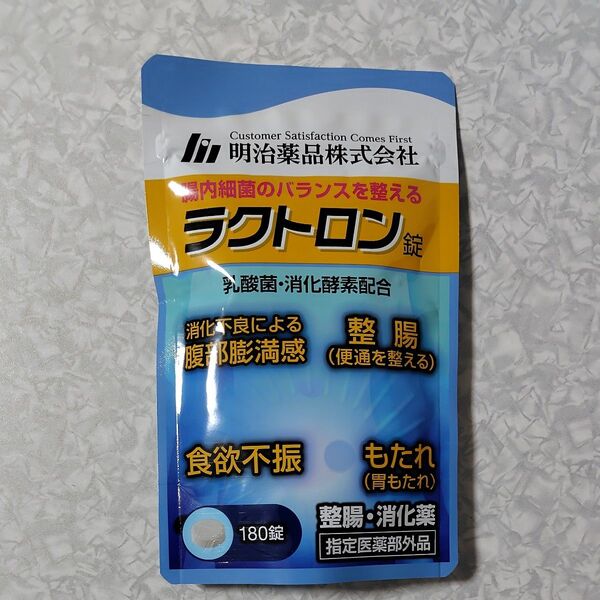 Customer Satisfaction Comes First
明治薬品株式会社
腸内細菌のバランスを整える
ラクトロン錠
乳酸菌・消化酵素配合
消化不良による
腹部膨満感
整腸
(便通を整える)
食欲不振
もたれ
(胃もたれ)
180錠
整腸・消化薬
指定医薬部外品